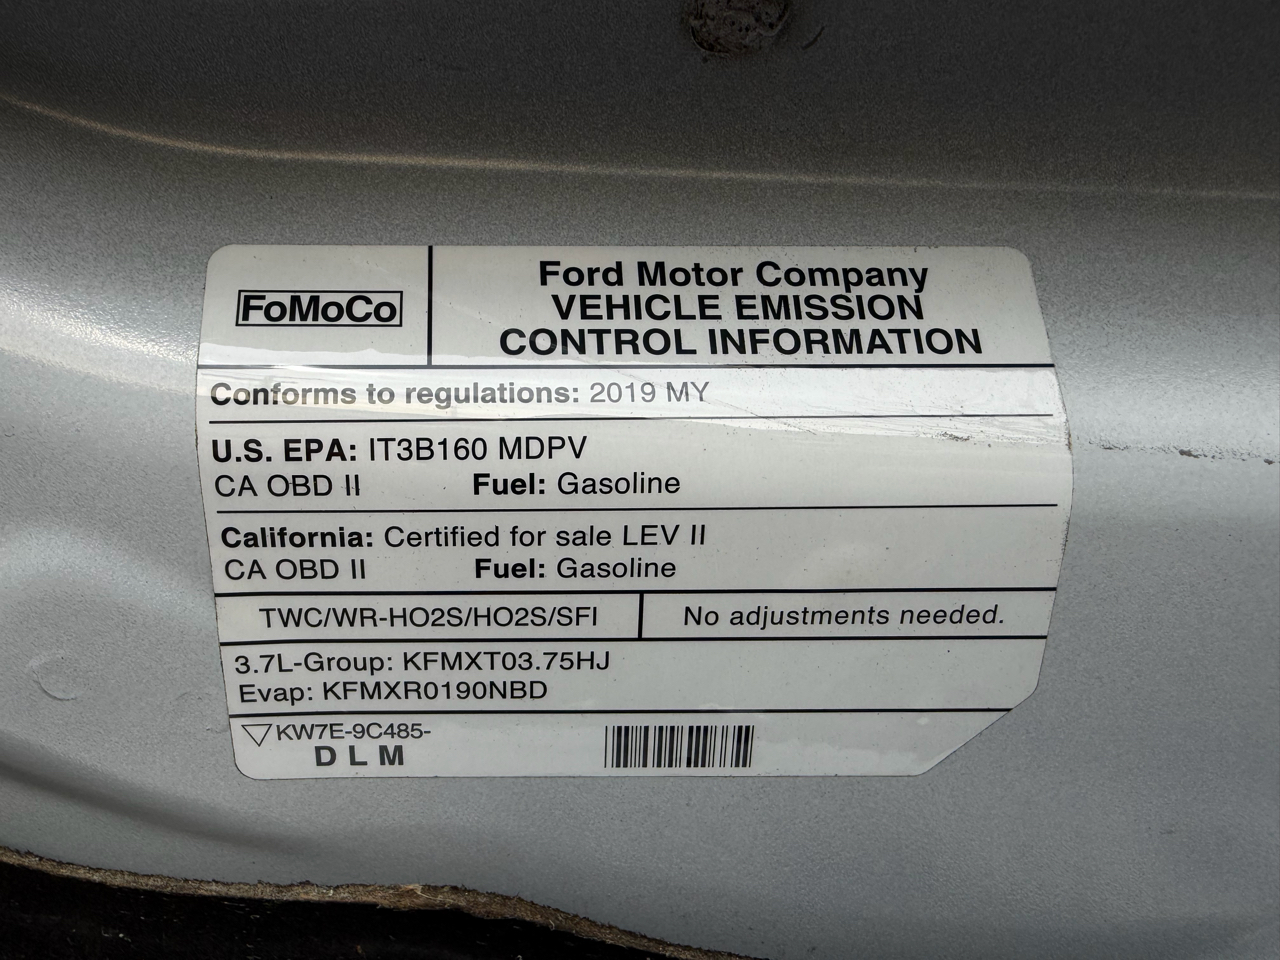 FoMoCo
Ford Motor Company
VEHICLE EMISSION
CONTROL INFORMATION
Conforms to regulations: 2019 MY
U.S. EPA: IT3B160 MDPV
CA OBD II Fuel: Gasoline
California: Certified for sale LEV II
CA OBD II Fuel: Gasoline
TWC/WR-HO2S/HO2S/SFI No adjustments needed.
3.7L-Group: KFMXT03.75HJ
Evap: KFMXR0190NBD
KW7E-9C485-
D L M